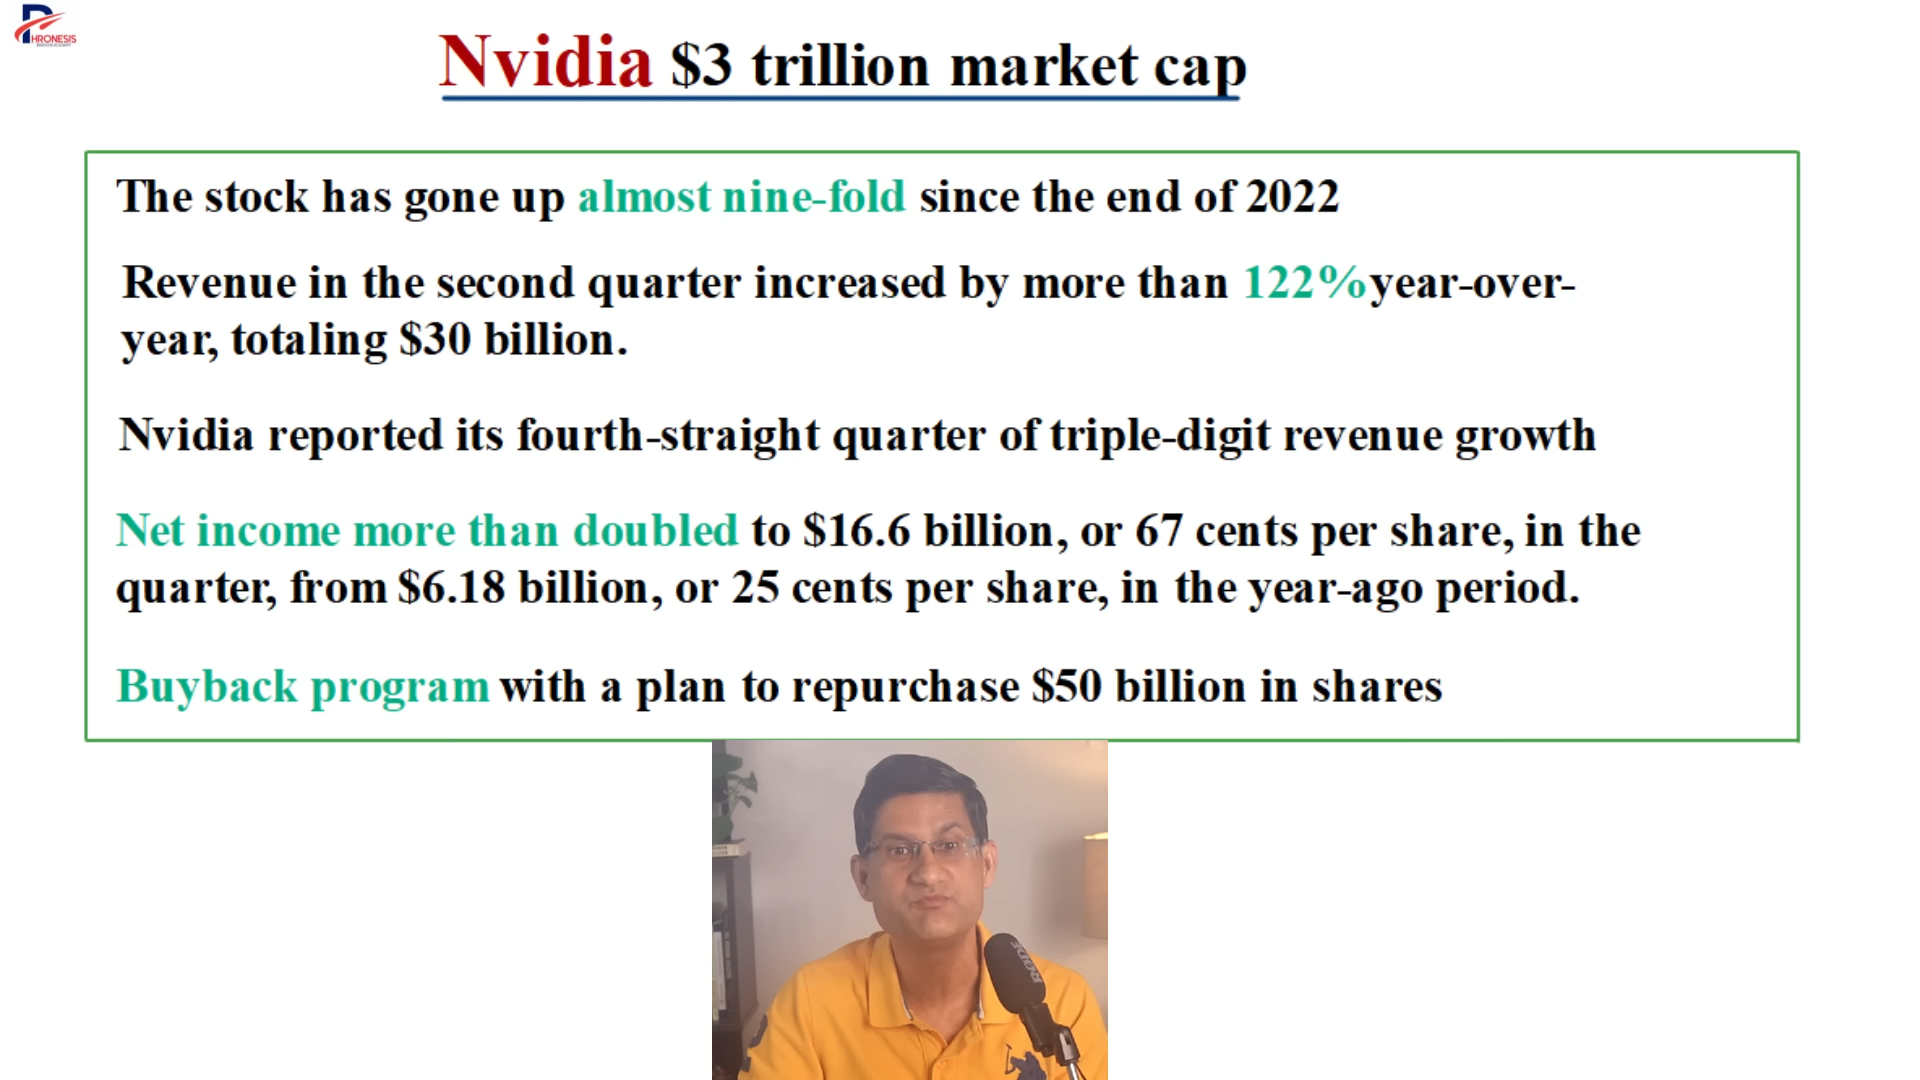 PHRONESIS
Nvidia $3 trillion market cap
The stock has gone up almost nine-fold since the end of 2022
Revenue in the second quarter increased by more than 122%year-over-
year, totaling $30 billion.
Nvidia reported its fourth-straight quarter of triple-digit revenue growth
Net income more than doubled to $16.6 billion, or 67 cents per share, in the
quarter, from $6.18 billion, or 25 cents per share, in the year-ago period.
Buyback program with a plan to repurchase $50 billion in shares
RODE